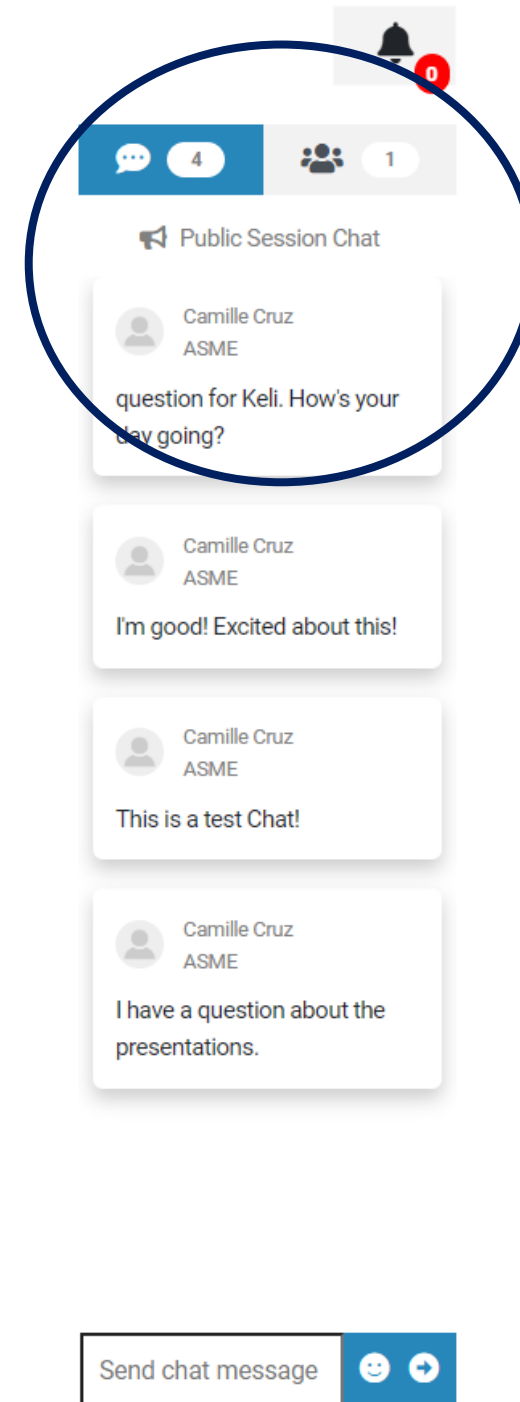 0
4
1
Public Session Chat
Camille Cruz
ASME
question for Keli. How's your
day going?
Camille Cruz
ASME
I'm good! Excited about this!
Camille Cruz
ASME
This is a test Chat!
Camille Cruz
ASME
I have a question about the
presentations.
Send chat message